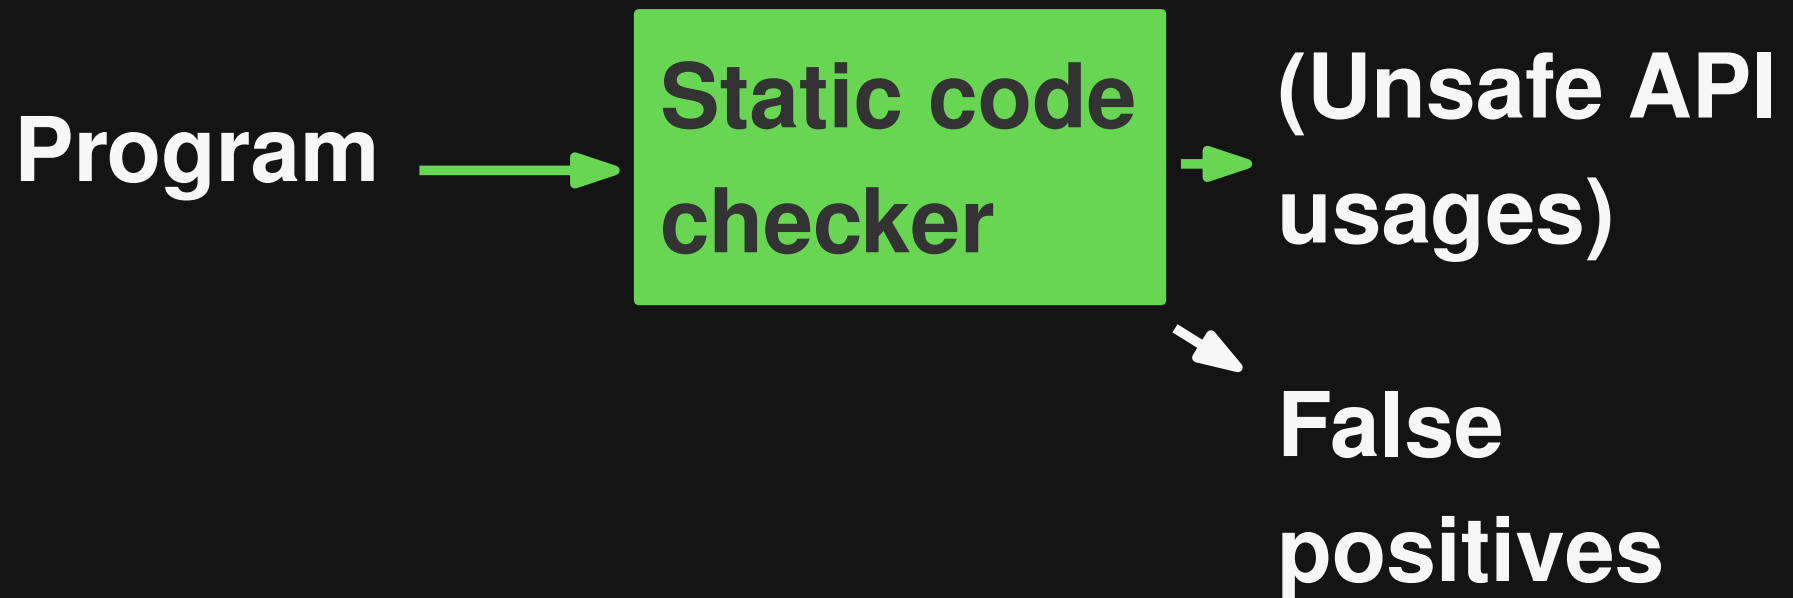 Program
Static code
checker
(Unsafe API
usages)
False
positives